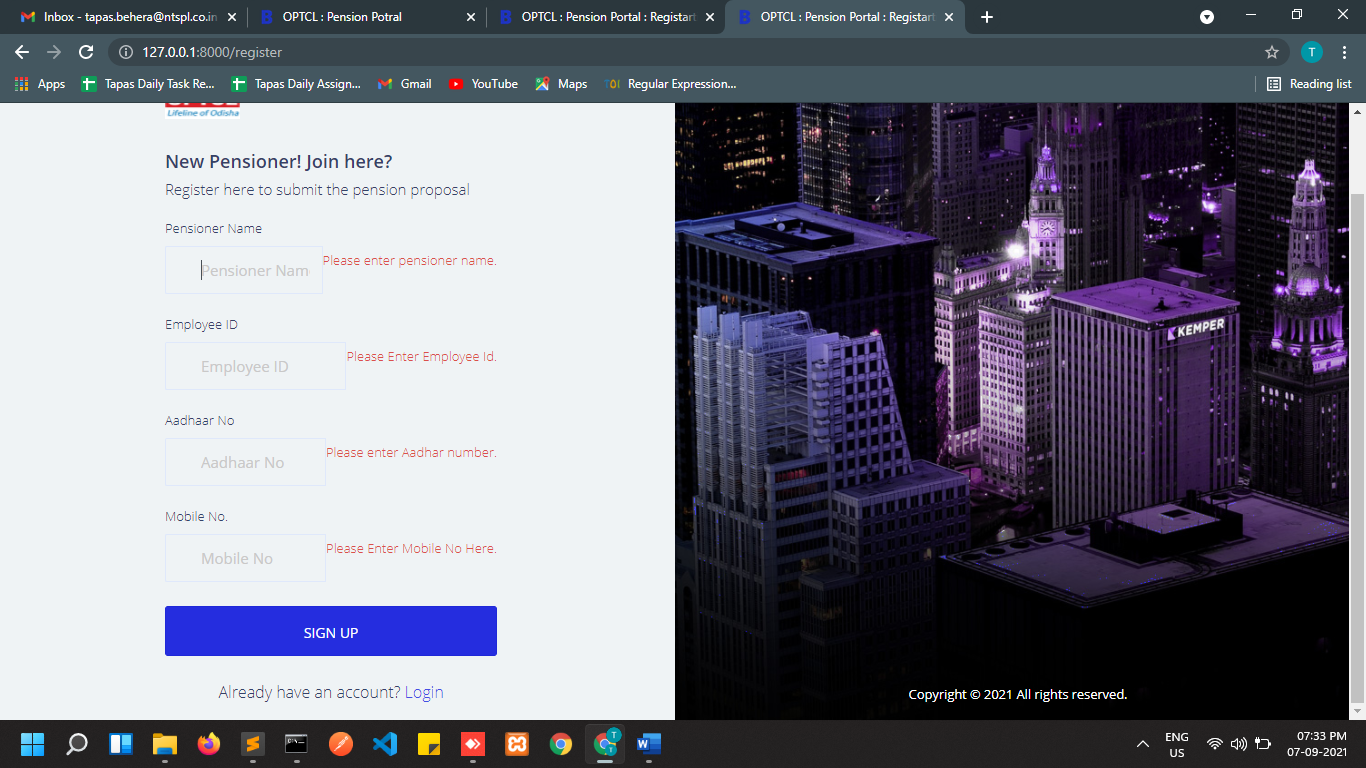 Inbox - tapas.behera@ntspl.co.in
OPTCL : Pension Potral
OPTCL : Pension Portal : Registart
OPTCL : Pension Portal : Registart
127.0.0.1:8000/register
T
Apps
Tapas Daily Task Re...
Tapas Daily Assign...
Gmail
YouTube
Maps
Regular Expression...
Reading list
Lifeline of Odisha
New Pensioner! Join here?
Register here to submit the pension proposal
Pensioner Name
Pensioner Nam
Please enter pensioner name.
Employee ID
Employee ID
Please Enter Employee Id.
Aadhaar No
Aadhaar No
Please enter Aadhar number.
Mobile No.
Mobile No
Please Enter Mobile No Here.
SIGN UP
Already have an account? Login
KEMPER
Copyright © 2021 All rights reserved.
ENG
US
07:33 PM
07-09-2021